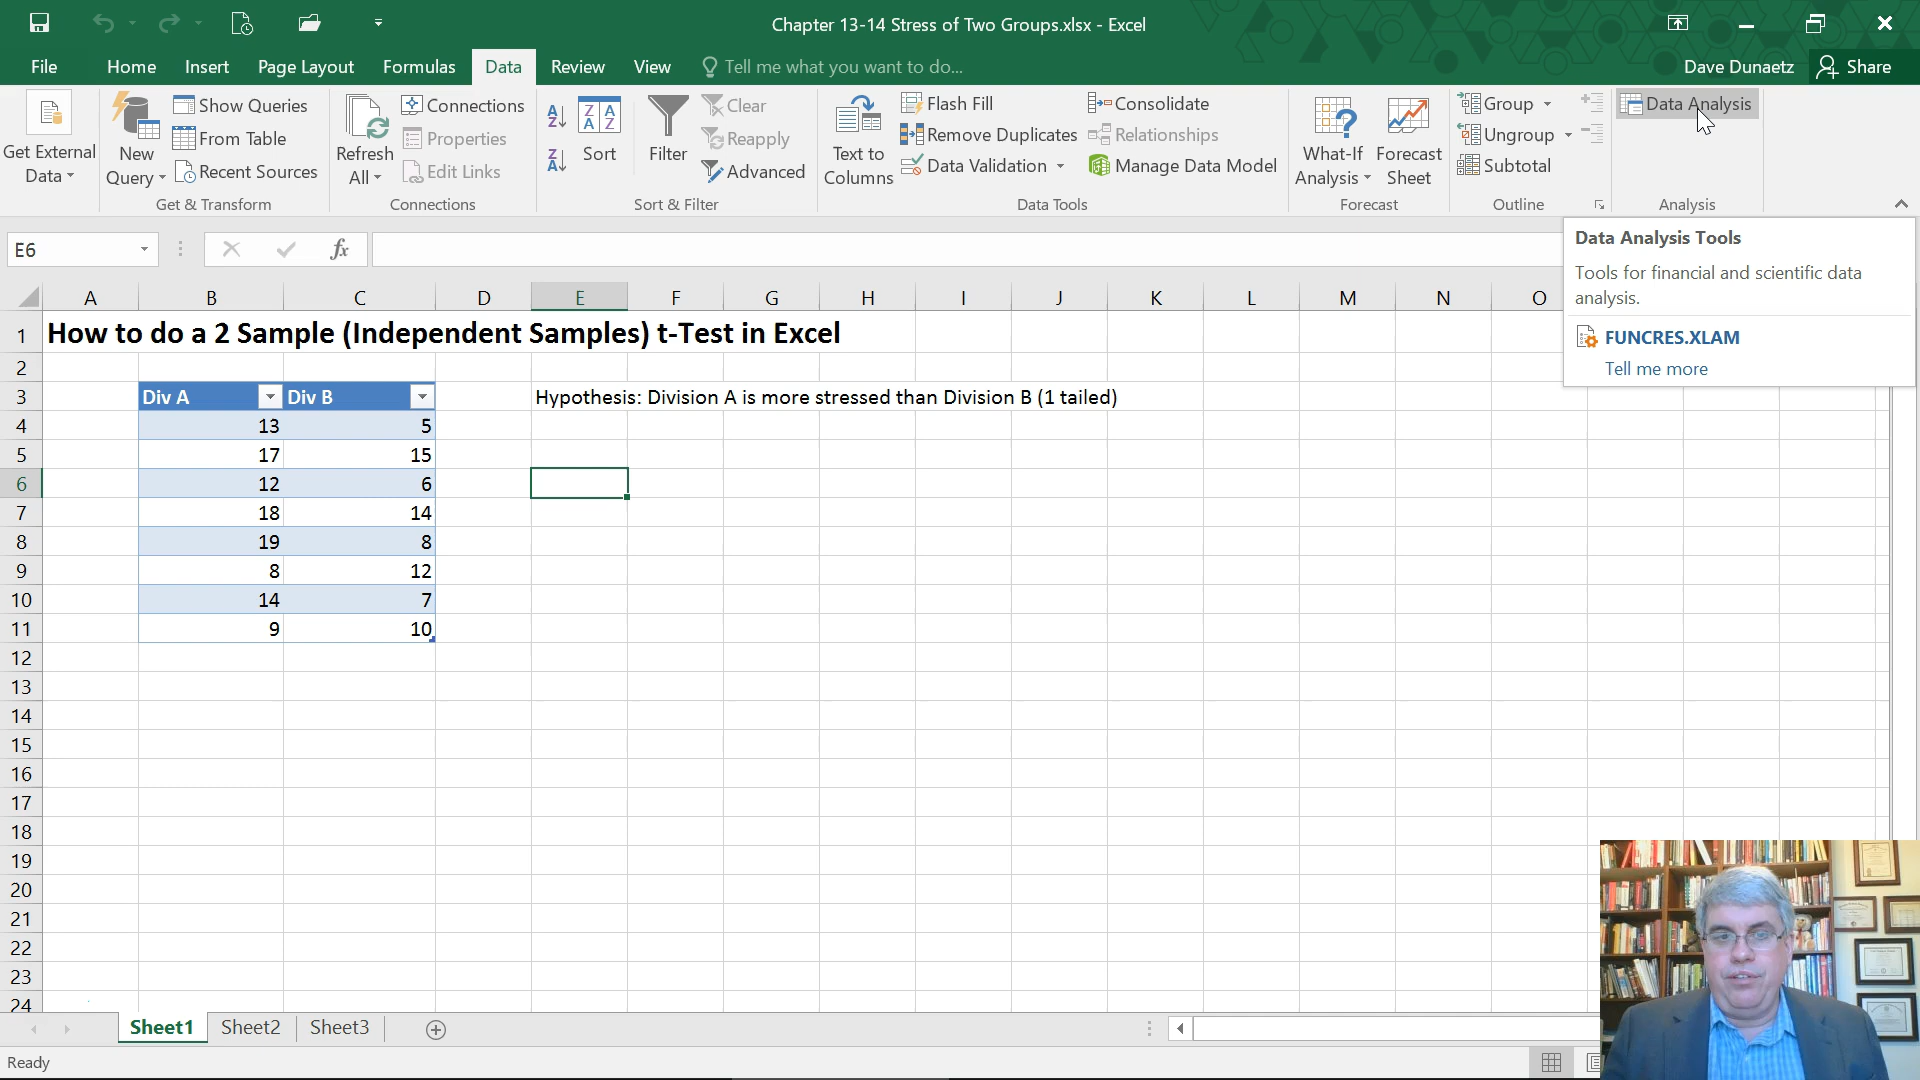 Chapter 13-14 Stress of Two Groups.xlsx - Excel
File Home Insert Page Layout Formulas Data Review View Tell me what you want to do... Dave Dunaetz Share
Get External Data
New Query
Show Queries
From Table
Recent Sources
Get & Transform
Refresh All
Connections
Properties
Edit Links
Connections
Sort
Filter
Clear
Reapply
Advanced
Sort & Filter
Text to Columns
Flash Fill
Remove Duplicates
Data Validation
Consolidate
Relationships
Manage Data Model
Data Tools
What-If Analysis
Forecast Sheet
Forecast
Group
Ungroup
Subtotal
Outline
Data Analysis
Analysis
E6 fx
Data Analysis Tools
Tools for financial and scientific data
analysis.
FUNCRES.XLAM
Tell me more
A B C D E F G H I J K L M N O
1 How to do a 2 Sample (Independent Samples) t-Test in Excel
2
3 Div A Div B Hypothesis: Division A is more stressed than Division B (1 tailed)
4 13 5
5 17 15
6 12 6
7 18 14
8 19 8
9 8 12
10 14 7
11 9 10
12
13
14
15
16
17
18
19
20
21
22
23
24
Sheet1 Sheet2 Sheet3
Ready